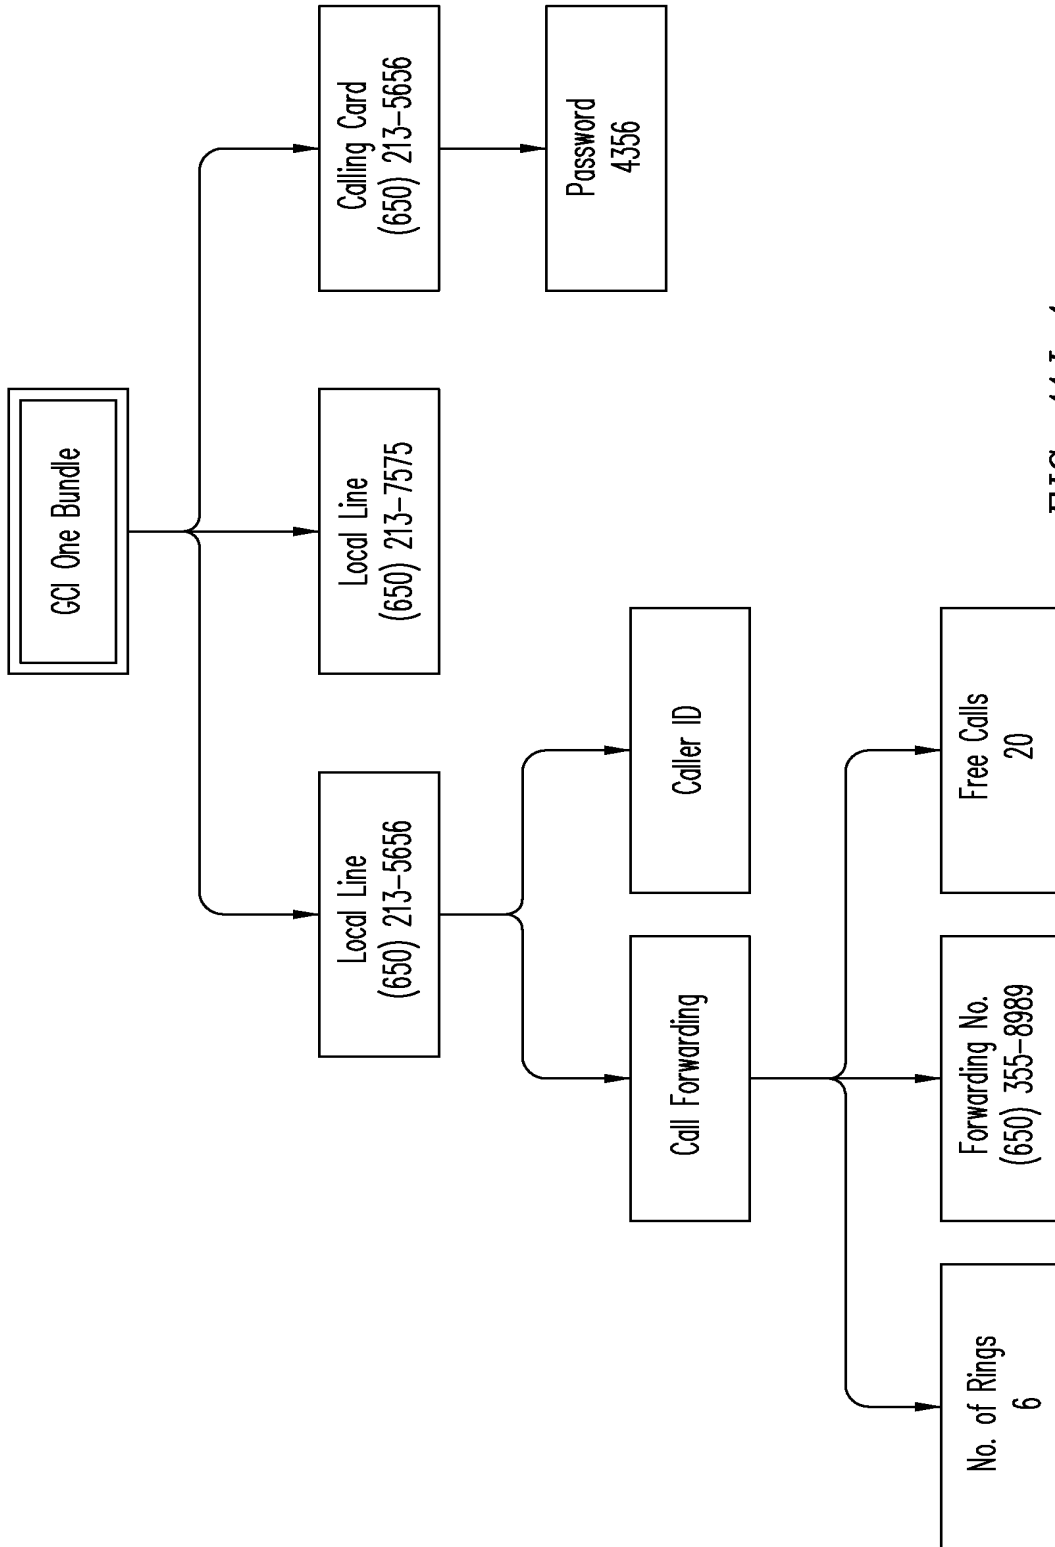 GCI One Bundle
Local Line
(650) 213-5656
Local Line
(650) 213-7575
Calling Card
(650) 213-5656
Call Forwarding
Caller ID
Password
4356
No. of Rings
6
Forwarding No.
(650) 355-8989
Free Calls
20